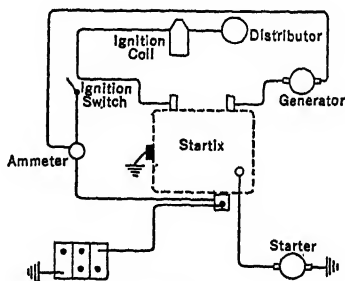 Ignition
Coil
Distributor
Ignition
Switch
Generator
Startix
Ammeter
Starter